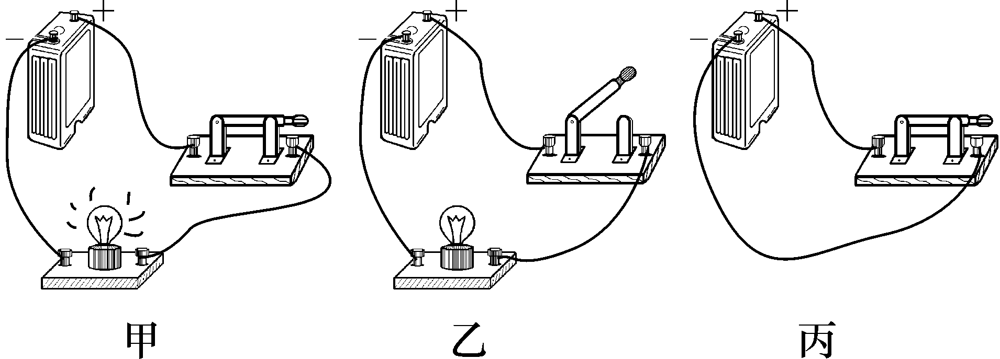 + + +
− − −
甲 乙 丙